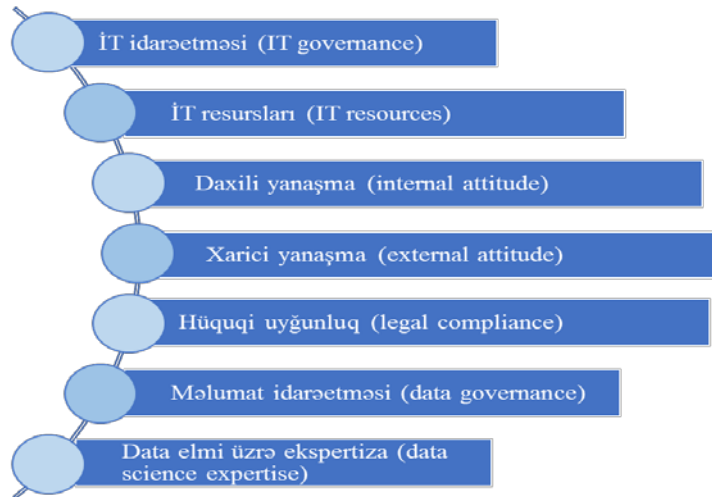 İT idarəetməsi (IT governance)
İT resursları (IT resources)
Daxili yanaşma (internal attitude)
Xarici yanaşma (external attitude)
Hüquqi uyğunluq (legal compliance)
Məlumat idarəetməsi (data governance)
Data elmi üzrə ekspertiza (data
science expertise)